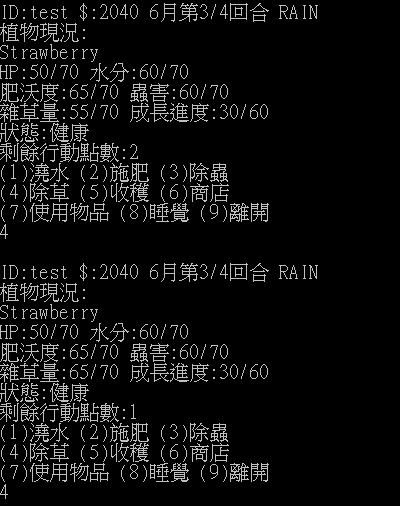 ID:test $:2040 6月第3/4回合 RAIN
植物現況:
Strawberry
HP:50/70 水分:60/70
肥沃度:65/70 蟲害:60/70
雜草量:55/70 成長進度:30/60
狀態:健康
剩餘行動點數:2
(1)澆水 (2)施肥 (3)除蟲
(4)除草 (5)收穫 (6)商店
(7)使用物品 (8)睡覺 (9)離開
4
ID:test $:2040 6月第3/4回合 RAIN
植物現況:
Strawberry
HP:50/70 水分:60/70
肥沃度:65/70 蟲害:60/70
雜草量:65/70 成長進度:30/60
狀態:健康
剩餘行動點數:1
(1)澆水 (2)施肥 (3)除蟲
(4)除草 (5)收穫 (6)商店
(7)使用物品 (8)睡覺 (9)離開
4